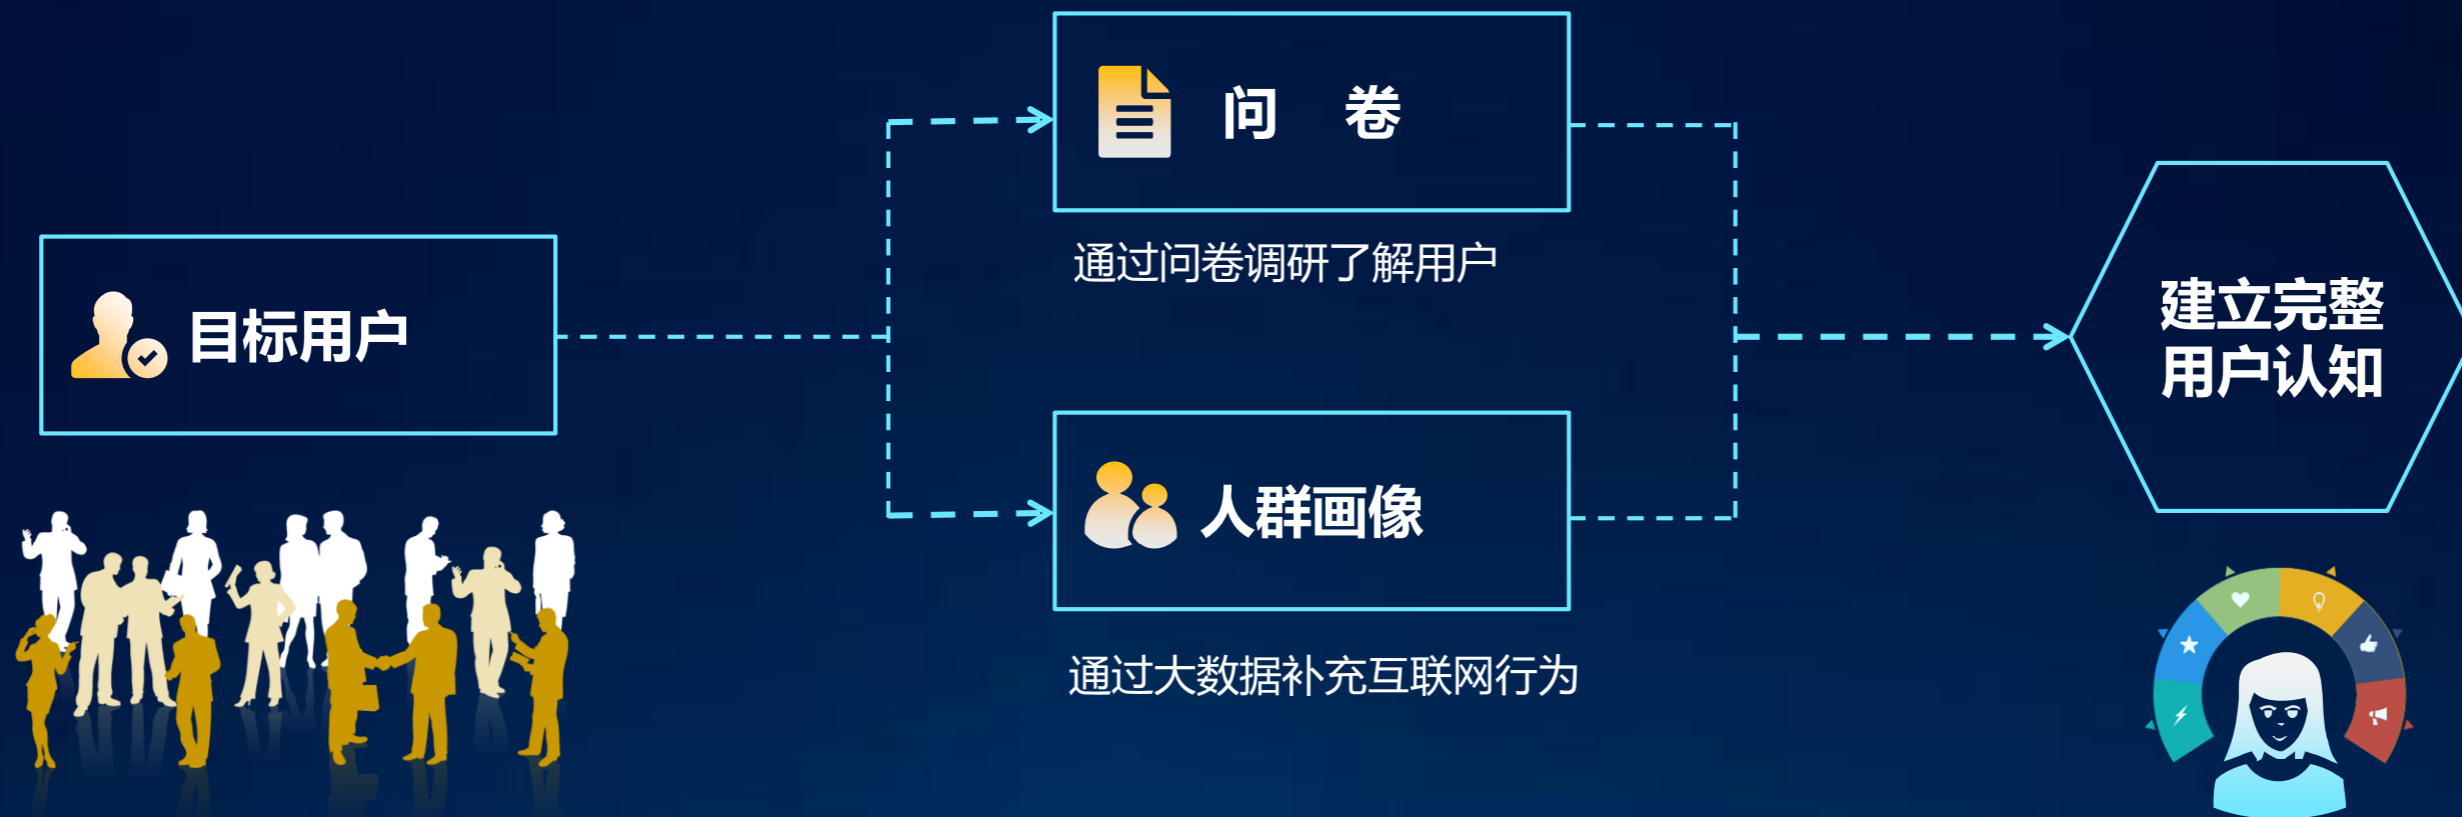 目标用户
问 卷
通过问卷调研了解用户
人群画像
通过大数据补充互联网行为
建立完整
用户认知